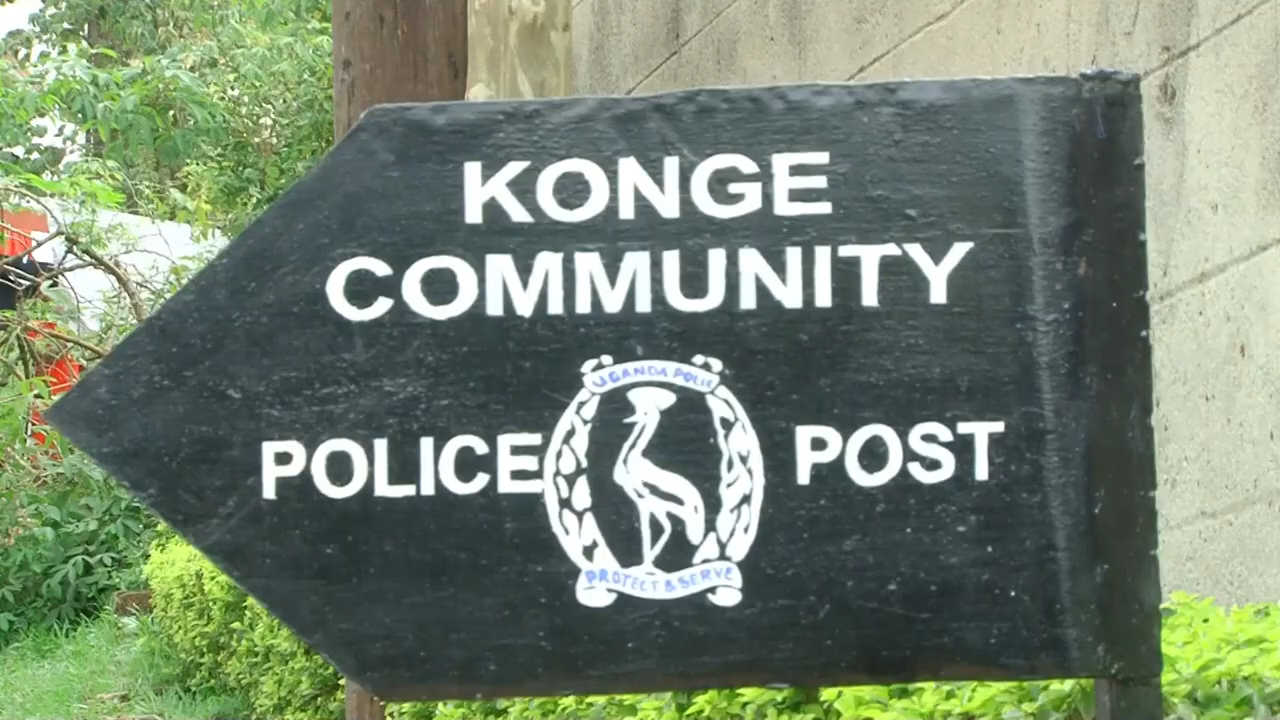 KONGE
COMMUNITY
POLICE POST
UGANDA POLICE
PROTECT & SERVE